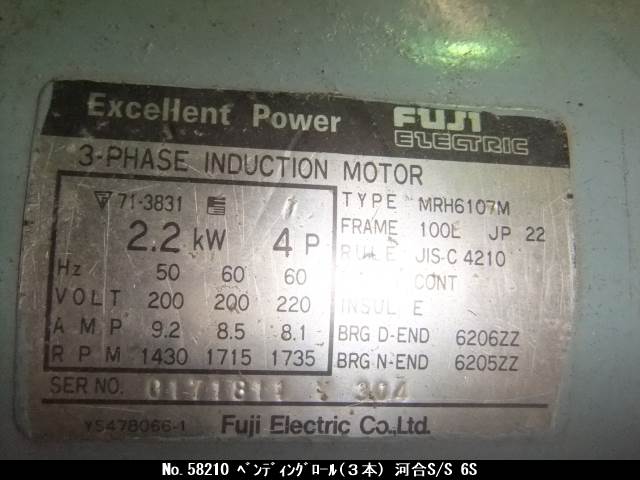 Excellent Power FUJI ELECTRIC
3-PHASE INDUCTION MOTOR
71-3831
2.2 kW 4 P
Hz 50 60 60
VOLT 200 200 220
AMP 9.2 8.5 8.1
RPM 1430 1715 1735
TYPE MRH6107M
FRAME 100L JP 22
RULE JIS-C 4210
CONT
INSUL E
BRG D-END 6206ZZ
BRG N-END 6205ZZ
SER NO. 304
YS478066-1 Fuji Electric Co., Ltd.
No.58210 ﾍﾞﾝﾃﾞｨﾝｸﾞﾛｰﾙ(３本) 河合S/S 6S